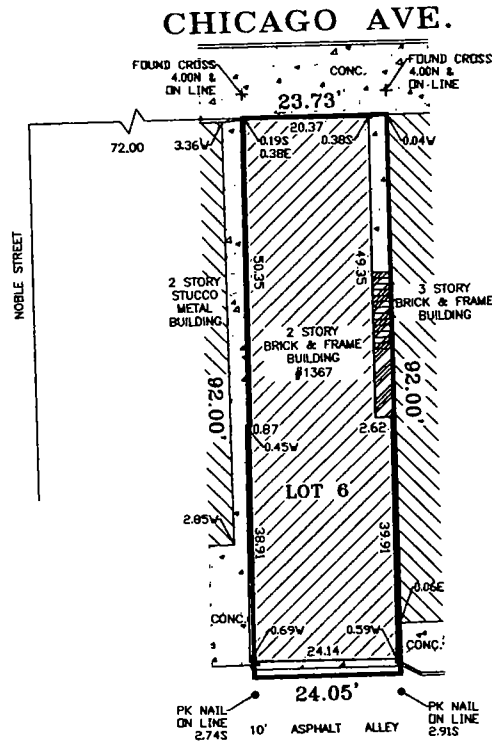 CHICAGO AVE.
FOUND CROSS
4.00N &
ON LINE
CONC.
FOUND CROSS
4.00N &
ON LINE
23.73'
20.37
72.00
3.36W
0.19S
0.38E
0.38S
0.04W
NOBLE STREET
50.35
49.35
2 STORY
STUCCO
METAL
BUILDING
2 STORY
BRICK & FRAME
BUILDING
#1367
3 STORY
BRICK & FRAME
BUILDING
92.00'
92.00'
0.87
0.45W
2.62
LOT 6
2.85W
38.91
39.91
0.06E
CONC.
0.69W
0.59W
CONC.
24.14
24.05'
PK NAIL
ON LINE
2.74S
10' ASPHALT ALLEY
PK NAIL
ON LINE
2.91S